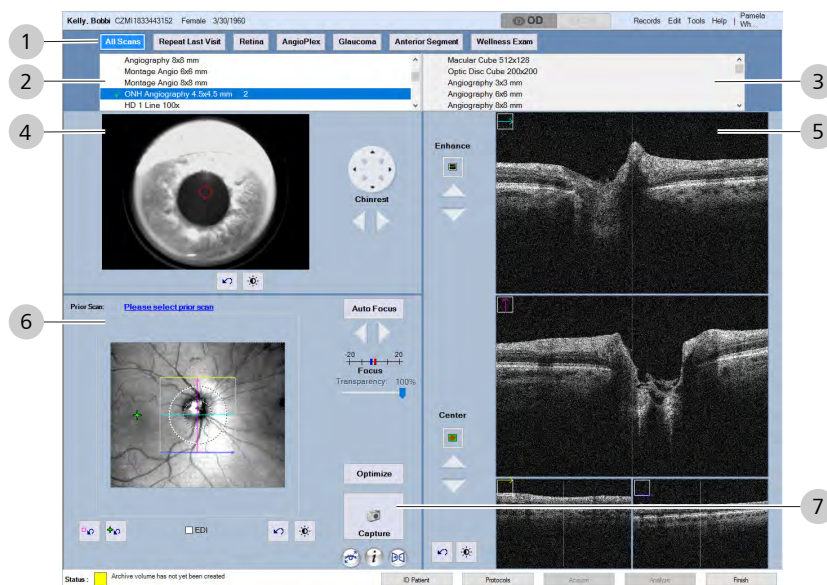 Kelly, Bobbi CZMI1833443152 Female 3/30/1960 OD Records Edit Tools Help | Pamela Wh...
1 All Scans Repeat Last Visit Retina AngioPlex Glaucoma Anterior Segment Wellness Exam
2
Angiography 8x8 mm
Montage Angio 6x6 mm
Montage Angio 8x8 mm
ONH Angiography 4.5x4.5 mm 2
HD 1 Line 100x
Macular Cube 512x128
Optic Disc Cube 200x200
Angiography 3x3 mm
Angiography 6x6 mm
Angiography 8x8 mm
3
4
Chinrest
Enhance
5
6
Prior Scan: Please select prior scan
Auto Focus
-20 20
Focus
Transparency: 100%
Center
Optimize
Capture
7
EDI
Status : Archive volume has not yet been created
ID Patient Protocols Acquire Analyze Finish